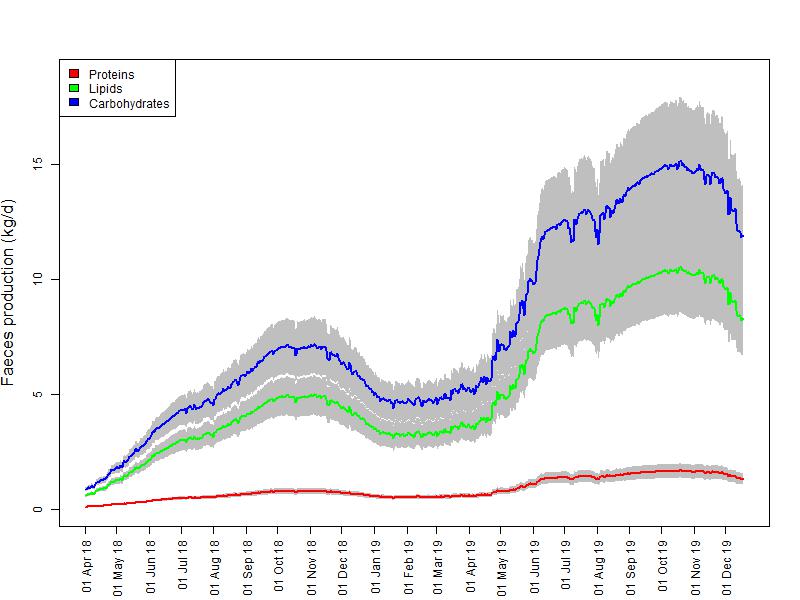 Proteins
Lipids
Carbohydrates
Faeces production (kg/d)
15
10
5
0
01 Apr 18
01 May 18
01 Jun 18
01 Jul 18
01 Aug 18
01 Sep 18
01 Oct 18
01 Nov 18
01 Dec 18
01 Jan 19
01 Feb 19
01 Mar 19
01 Apr 19
01 May 19
01 Jun 19
01 Jul 19
01 Aug 19
01 Sep 19
01 Oct 19
01 Nov 19
01 Dec 19